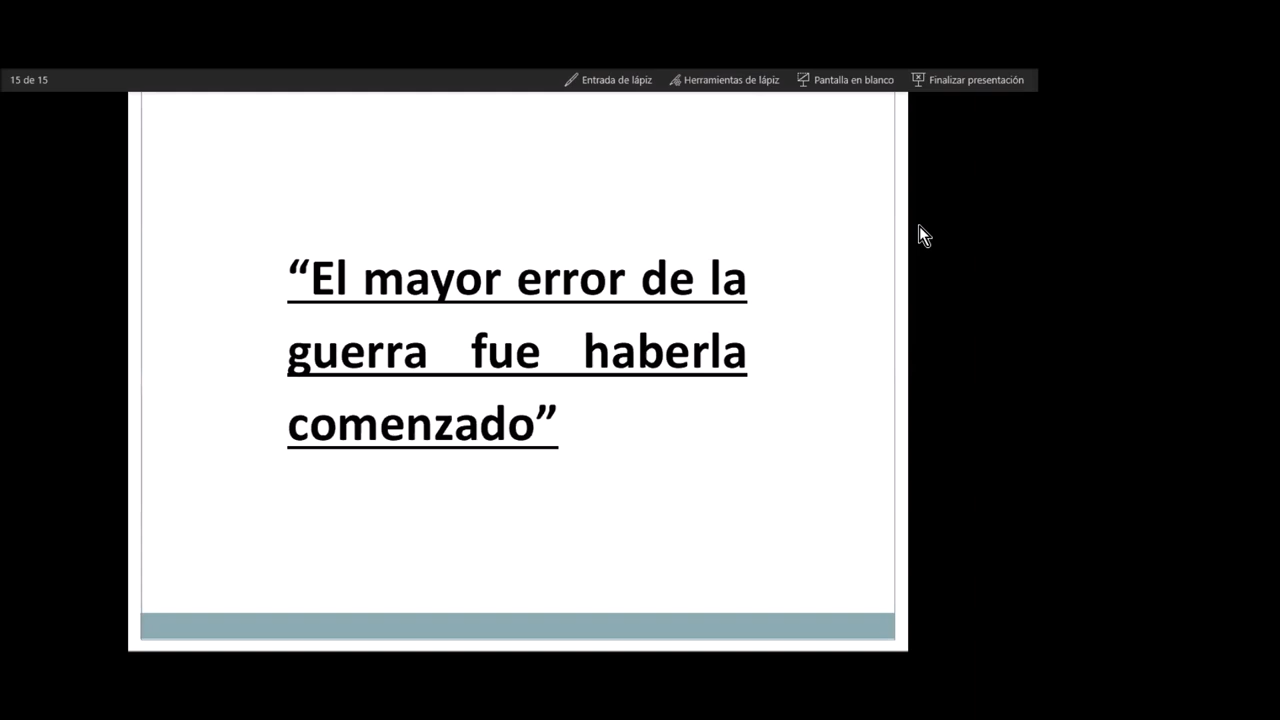 15 de 15
Entrada de lápiz
Herramientas de lápiz
Pantalla en blanco
Finalizar presentación
“El mayor error de la
guerra fue haberla
comenzado”